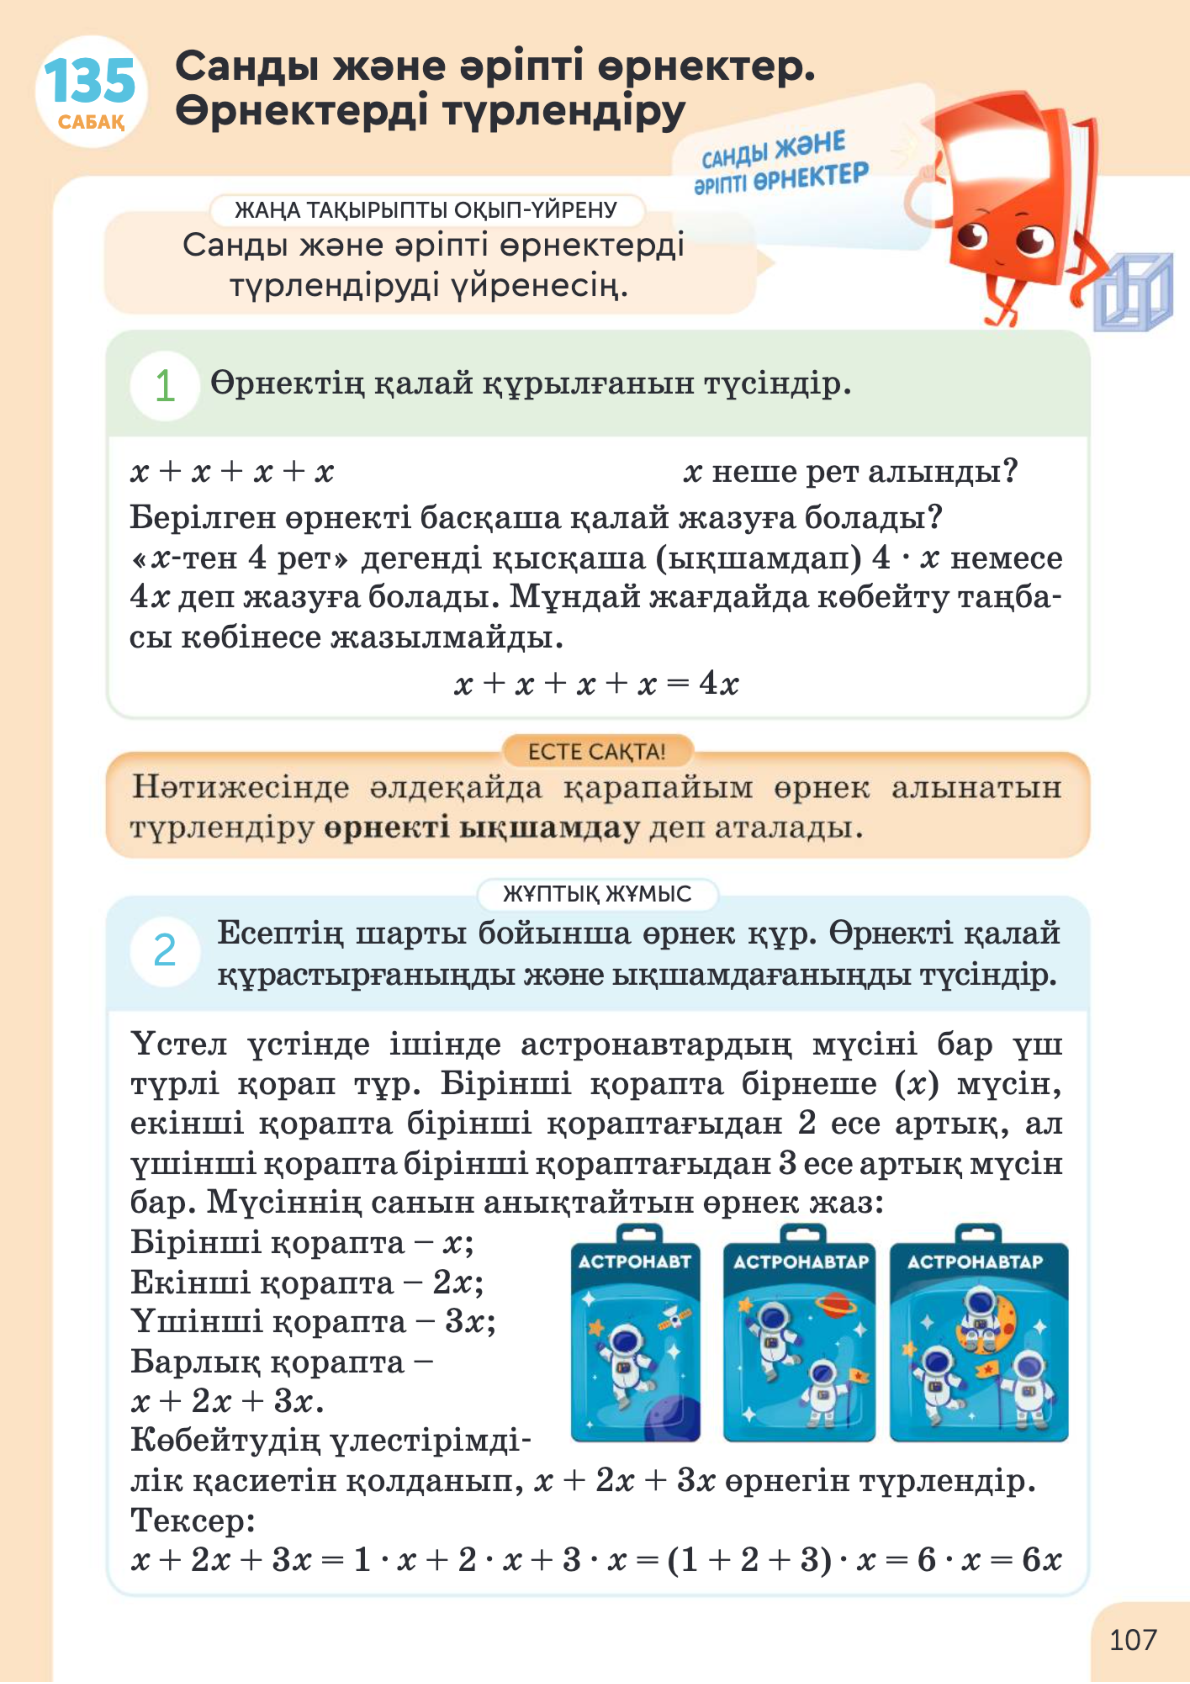 135
САБАҚ
Санды және әріпті өрнектер.
Өрнектерді түрлендіру
САНДЫ ЖӘНЕ
ӘРІПТІ ӨРНЕКТЕР
ЖАҢА ТАҚЫРЫПТЫ ОҚЫП-ҮЙРЕНУ
Санды және әріпті өрнектерді
түрлендіруді үйренесің.
1 Өрнектің қалай құрылғанын түсіндір.
x + x + x + x x неше рет алынды?
Берілген өрнекті басқаша қалай жазуға болады?
«x-тен 4 рет» дегенді қысқаша (ықшамдап) 4 · x немесе
4x деп жазуға болады. Мұндай жағдайда көбейту таңба-
сы көбінесе жазылмайды.
x + x + x + x = 4x
ЕСТЕ САҚТА!
Нәтижесінде әлдеқайда қарапайым өрнек алынатын
түрлендіру өрнекті ықшамдау деп аталады.
ЖҰПТЫҚ ЖҰМЫС
2 Есептің шарты бойынша өрнек құр. Өрнекті қалай
құрастырғаныңды және ықшамдағаныңды түсіндір.
Үстел үстінде ішінде астронавтардың мүсіні бар үш
түрлі қорап тұр. Бірінші қорапта бірнеше (x) мүсін,
екінші қорапта бірінші қораптағыдан 2 есе артық, ал
үшінші қорапта бірінші қораптағыдан 3 есе артық мүсін
бар. Мүсіннің санын анықтайтын өрнек жаз:
Бірінші қорапта – x;
Екінші қорапта – 2x;
Үшінші қорапта – 3x;
Барлық қорапта –
x + 2x + 3x.
АСТРОНАВТ
АСТРОНАВТАР
АСТРОНАВТАР
Көбейтудің үлестірімді-
лік қасиетін қолданып, x + 2x + 3x өрнегін түрлендір.
Тексер:
x + 2x + 3x = 1 · x + 2 · x + 3 · x = (1 + 2 + 3) · x = 6 · x = 6x
107